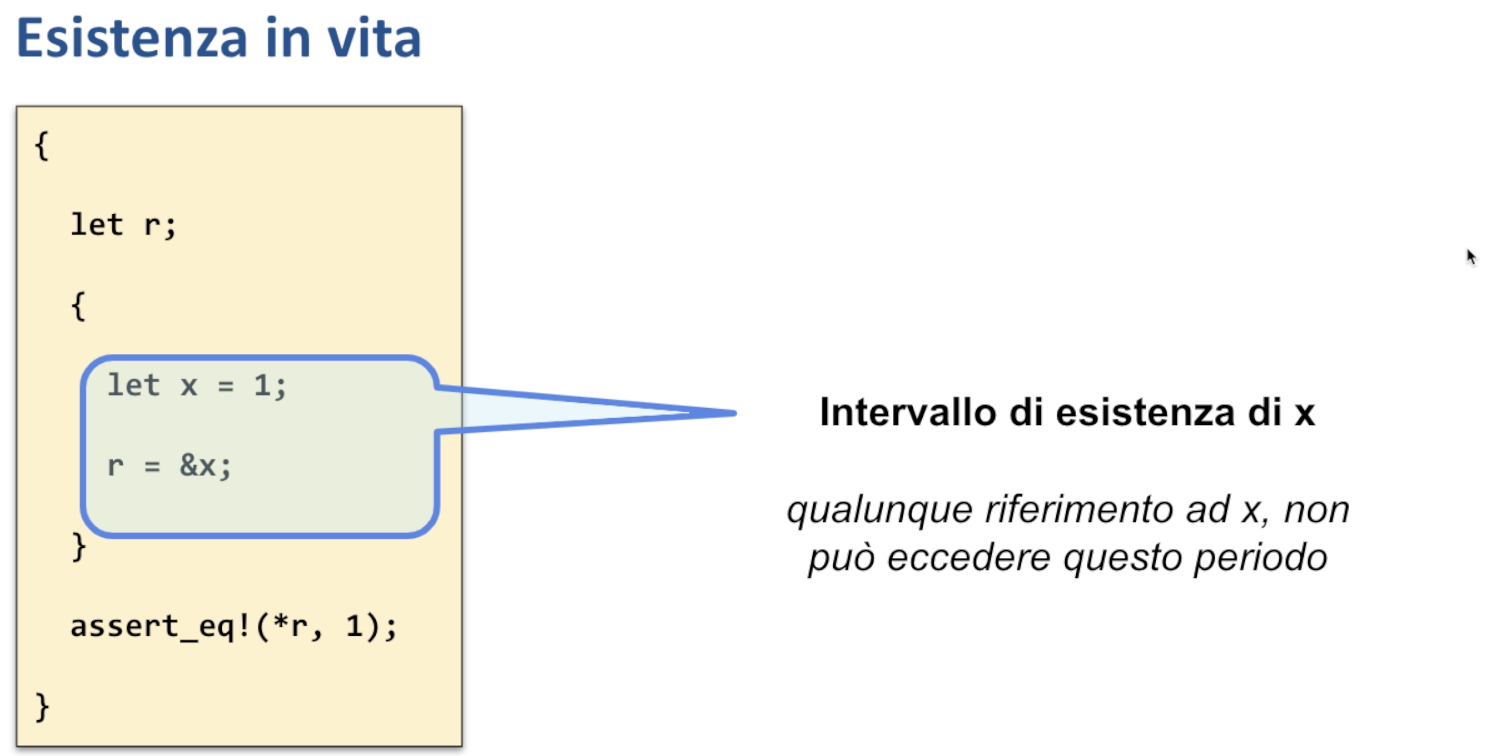 Esistenza in vita
{
let r;
{
let x = 1;
r = &x;
}
assert_eq!(*r, 1);
}
Intervallo di esistenza di x
qualunque riferimento ad x, non
può eccedere questo periodo